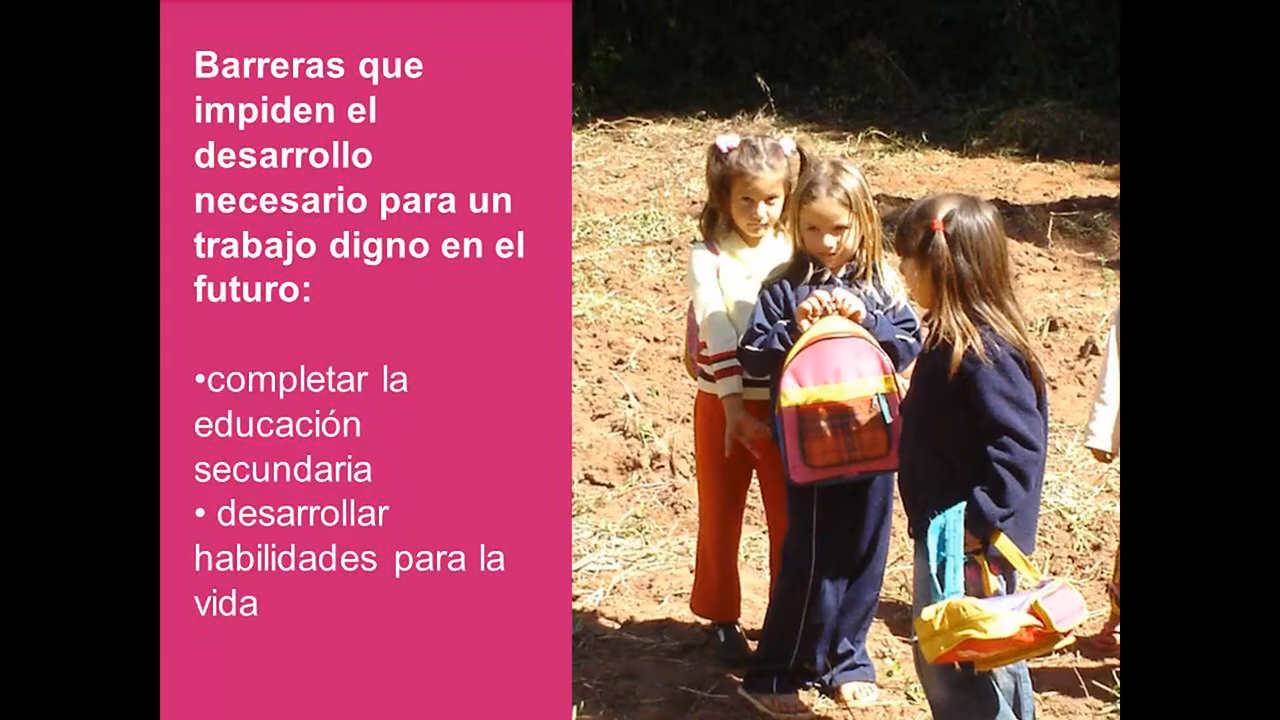 Barreras que
impiden el
desarrollo
necesario para un
trabajo digno en el
futuro:
•completar la
educación
secundaria
• desarrollar
habilidades para la
vida